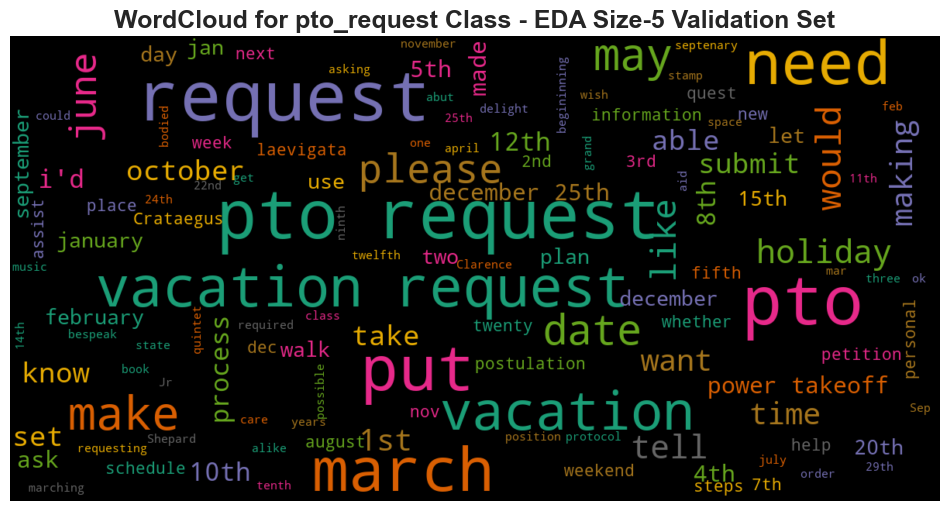 WordCloud for pto_request Class - EDA Size-5 Validation Set
november
septenary
day
jan
next
asking
5th
made
may
need
june
request
stamp
quest
abut
delight
begininning
wish
information
new
feb
september
could
bodied
25th
space
week
laevigata
one
april
12th
2nd
grand
able
let
would
making
i'd
october
please
3rd
submit
11th
22nd
get
use
december 25th
aid
8th
15th
24th
place
Crataegus
assist
january
pto request
ninth
like
twelfth
two
Clarence
plan
holiday
music
vacation request
december
mar
three
ok
pto
february
14th
bespeak
state
quintet
required
class
twenty
whether
fifth
date
personal
process
dec
walk
take
postulation
want
petition
know
book
Jr
possible
put
power takeoff
make
nov
vacation
time
Sep
care
years
set
requesting
Shepard
alike
august
1st
position
protocol
tell
help
20th
ask
schedule
10th
march
weekend
4th
july
29th
order
marching
tenth
steps
7th